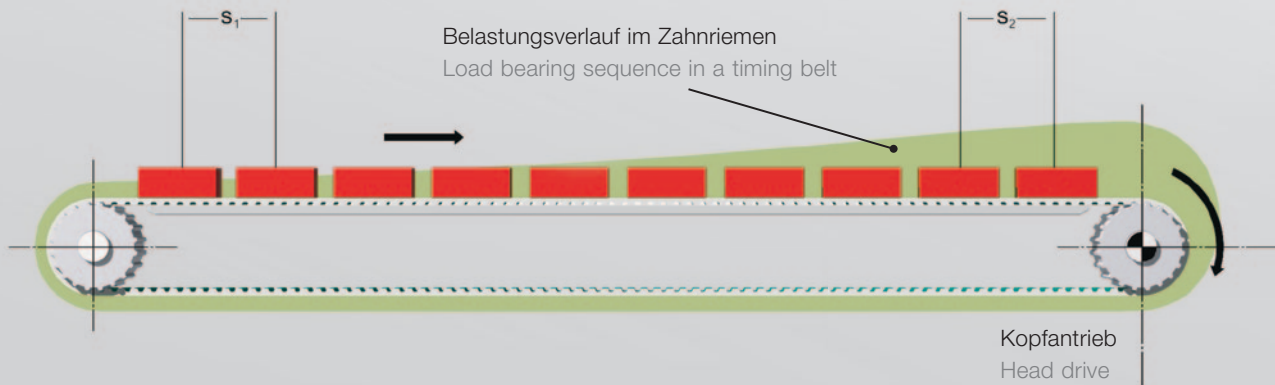 S₁
S₂
Belastungsverlauf im Zahnriemen
Load bearing sequence in a timing belt
Kopfantrieb
Head drive